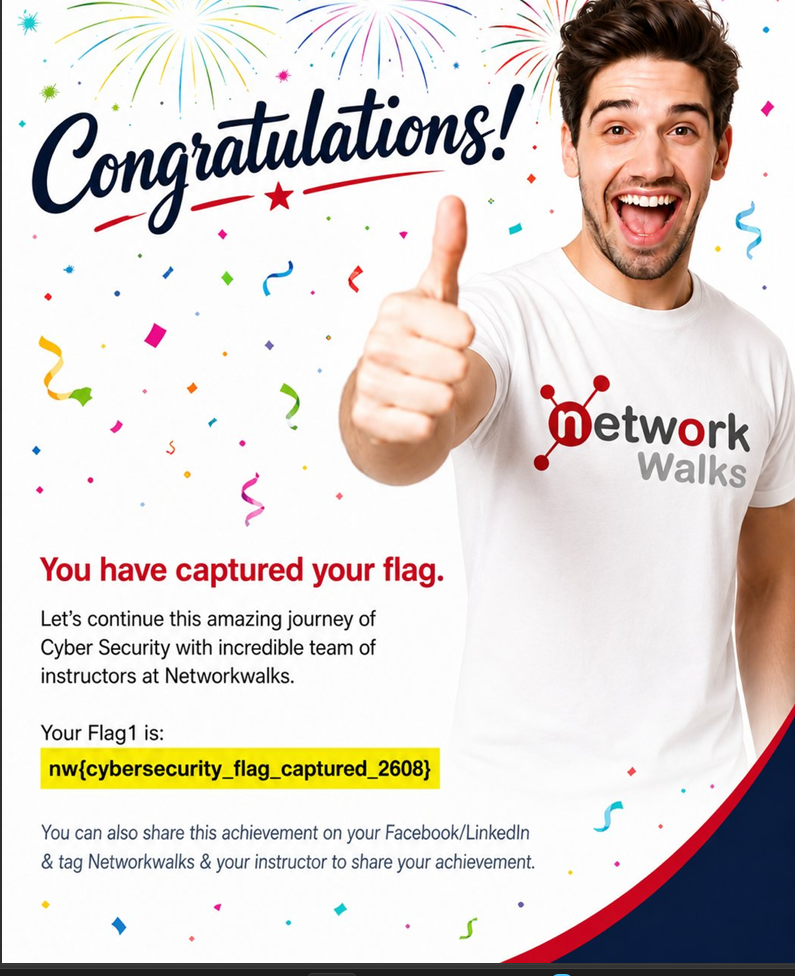 Congratulations!
network
Walks
You have captured your flag.
Let's continue this amazing journey of
Cyber Security with incredible team of
instructors at Networkwalks.
Your Flag1 is:
nw{cybersecurity_flag_captured_2608}
You can also share this achievement on your Facebook/LinkedIn
& tag Networkwalks & your instructor to share your achievement.